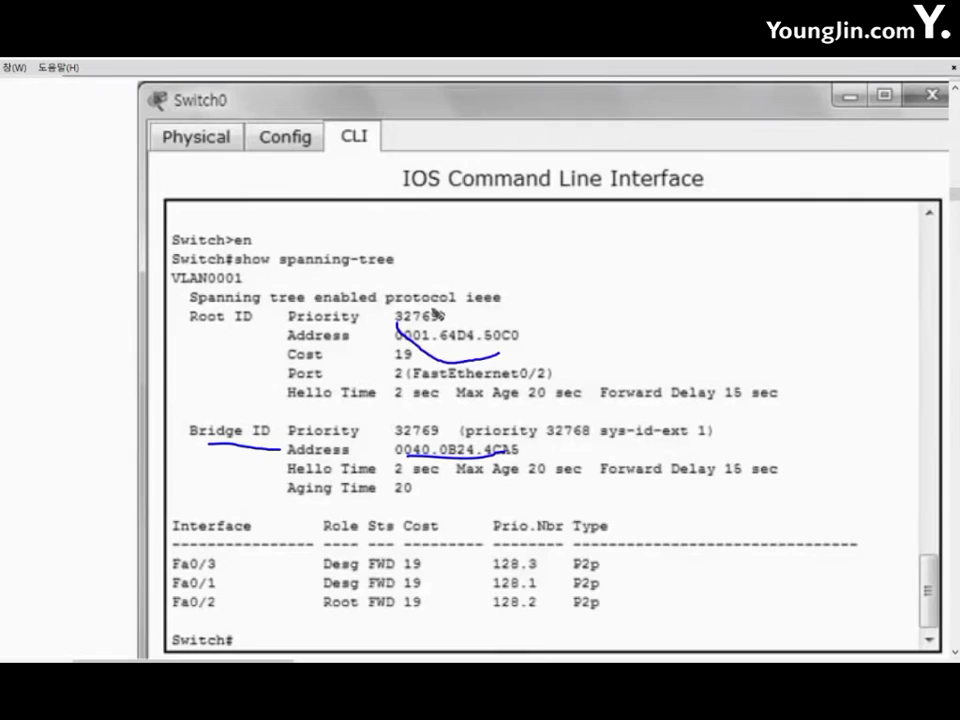 YoungJin.com Y.
창(W) 도움말(H)
Switch0
Physical Config CLI
IOS Command Line Interface
Switch>en
Switch#show spanning-tree
VLAN0001
Spanning tree enabled protocol ieee
Root ID Priority 32769
Address 0001.64D4.50C0
Cost 19
Port 2(FastEthernet0/2)
Hello Time 2 sec Max Age 20 sec Forward Delay 15 sec
Bridge ID Priority 32769 (priority 32768 sys-id-ext 1)
Address 0040.0B24.4CA5
Hello Time 2 sec Max Age 20 sec Forward Delay 15 sec
Aging Time 20
Interface Role Sts Cost Prio.Nbr Type
---------------- ---- --- --------- -------- --------------------------------
Fa0/3 Desg FWD 19 128.3 P2p
Fa0/1 Desg FWD 19 128.1 P2p
Fa0/2 Root FWD 19 128.2 P2p
Switch#